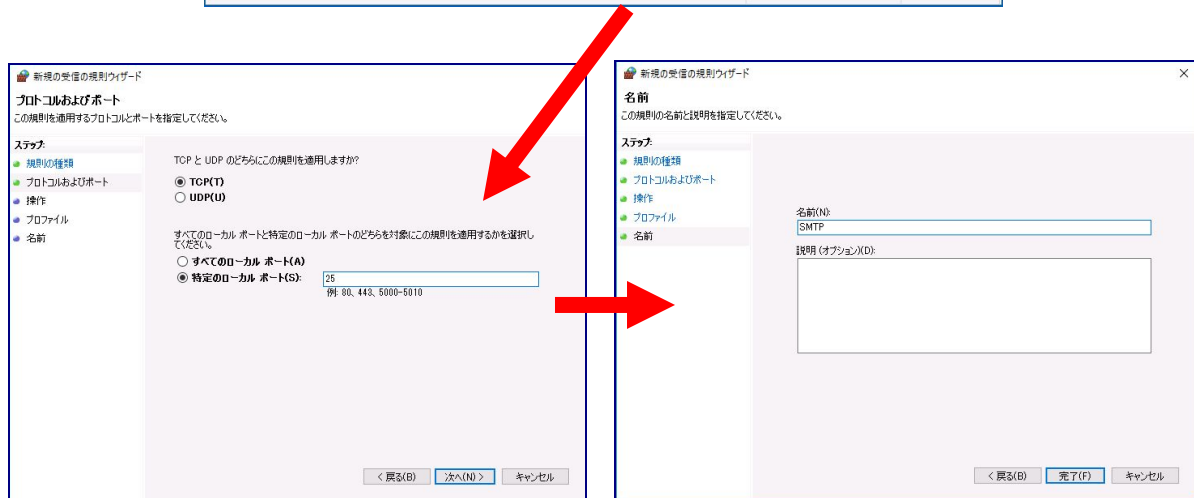 新規の受信の規則ウィザード
プロトコルおよびポート
この規則を適用するプロトコルとポートを指定してください。
ステップ:
規則の種類
プロトコルおよびポート
操作
プロファイル
名前
TCP と UDP のどちらにこの規則を適用しますか?
TCP(T)
UDP(U)
すべてのローカル ポートと特定のローカル ポートのどちらを対象にこの規則を適用するかを選択し
てください。
すべてのローカル ポート(A)
特定のローカル ポート(S):
25
例: 80、443、5000-5010
< 戻る(B)
次へ(N) >
キャンセル
新規の受信の規則ウィザード
名前
この規則の名前と説明を指定してください。
ステップ:
規則の種類
プロトコルおよびポート
操作
プロファイル
名前
名前(N):
SMTP
説明 (オプション)(D):
< 戻る(B)
完了(F)
キャンセル